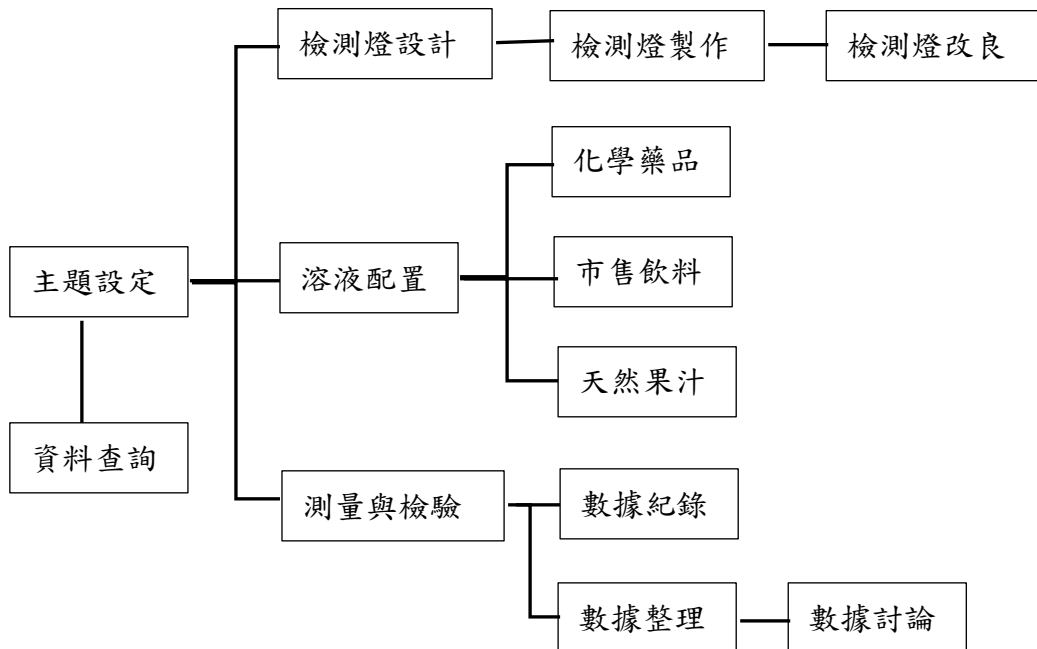 檢測燈設計
檢測燈製作
檢測燈改良
化學藥品
主題設定
溶液配置
市售飲料
天然果汁
資料查詢
測量與檢驗
數據紀錄
數據整理
數據討論